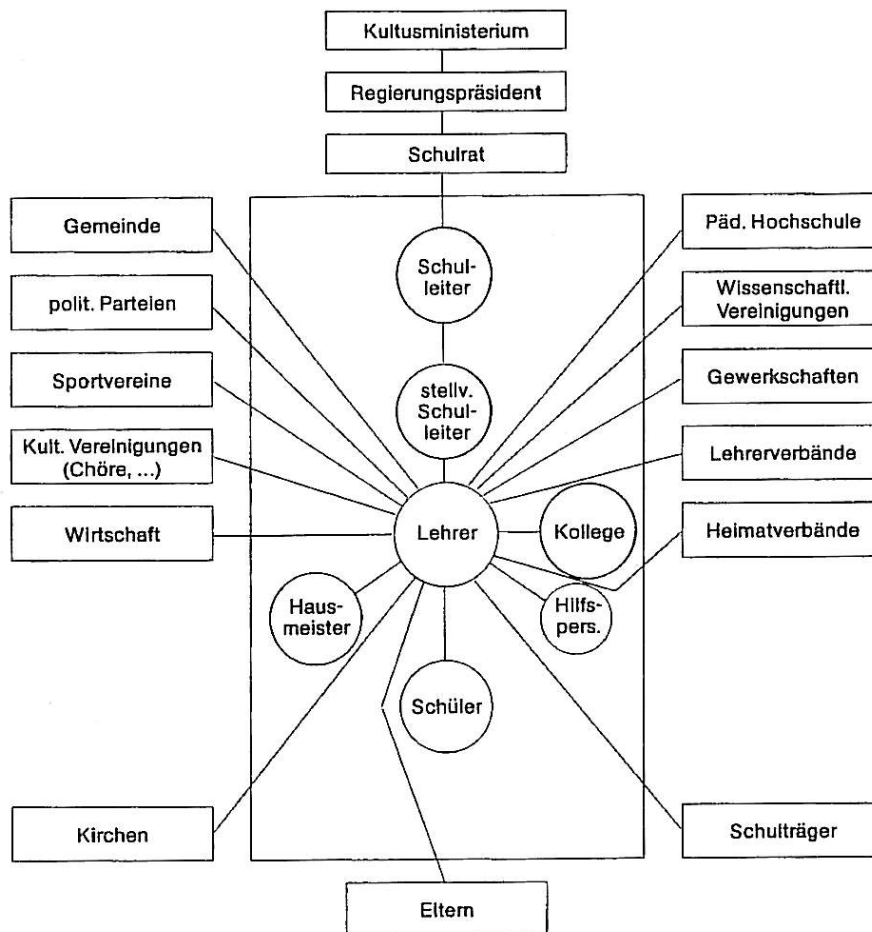 Kultusministerium
Regierungspräsident
Schulrat
Gemeinde
polit. Parteien
Sportvereine
Kult. Vereinigungen
(Chöre, ...)
Wirtschaft
Schul-
leiter
stellv.
Schul-
leiter
Lehrer
Kollege
Haus-
meister
Hilfs-
pers.
Schüler
Päd. Hochschule
Wissenschaftl.
Vereinigungen
Gewerkschaften
Lehrerverbände
Heimatverbände
Kirchen
Schulträger
Eltern